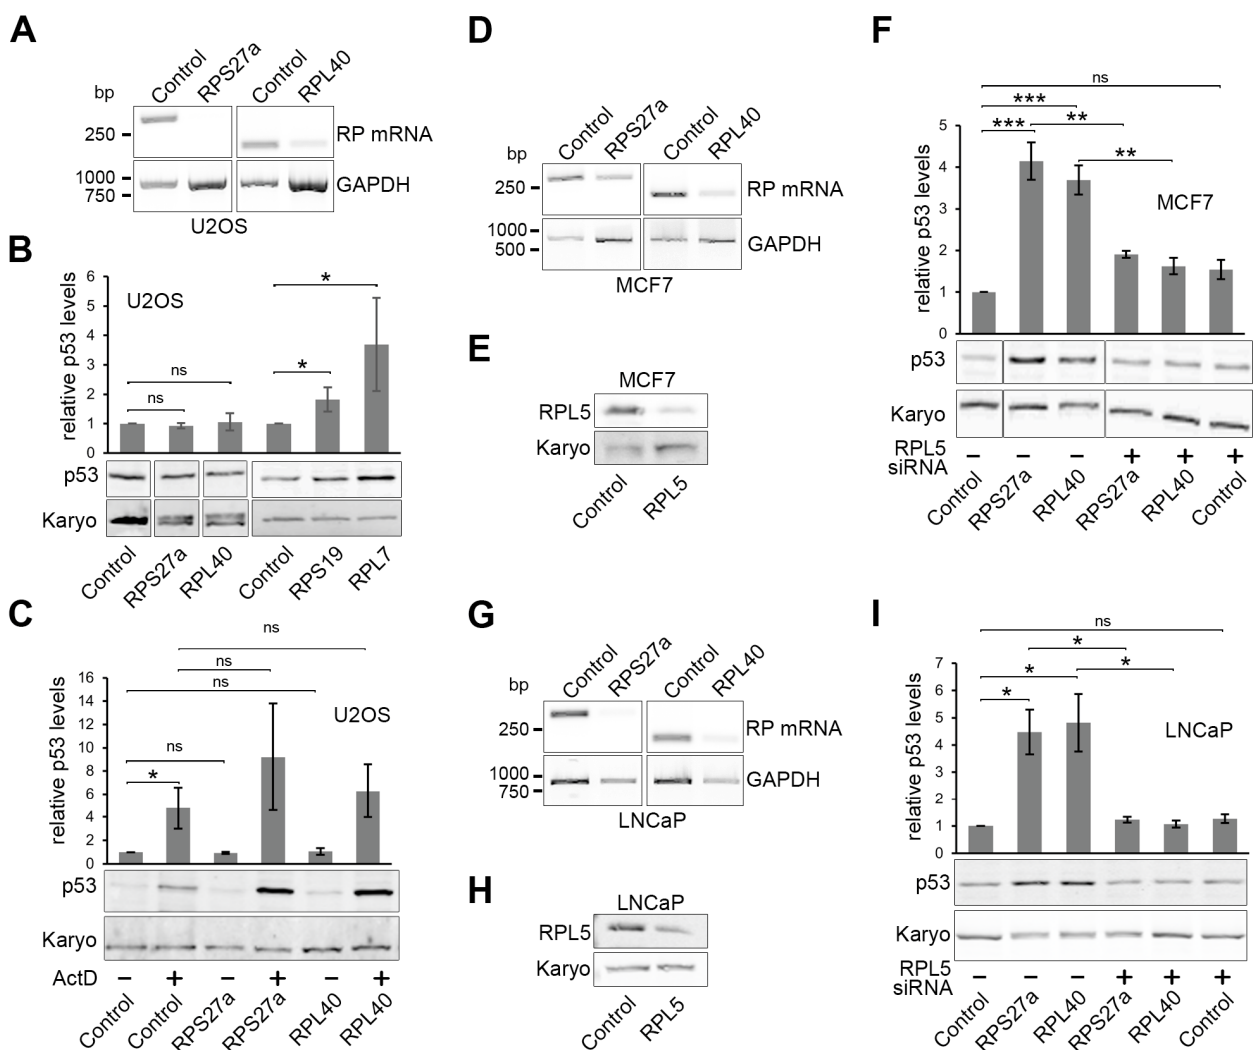 A
Control
RPS27a
Control
RPL40
bp
250
RP mRNA
1000
750
GAPDH
U2OS
B
relative p53 levels
6
5
4
3
2
1
0
U2OS
ns
ns
*
*
p53
Karyo
Control
RPS27a
RPL40
Control
RPS19
RPL7
C
relative p53 levels
16
14
12
10
8
6
4
2
0
U2OS
ns
ns
ns
ns
*
p53
Karyo
ActD − + − + − +
Control
Control
RPS27a
RPS27a
RPL40
RPL40
D
Control
RPS27a
Control
RPL40
bp
250
RP mRNA
1000
500
GAPDH
MCF7
E
MCF7
RPL5
Karyo
Control
RPL5
F
relative p53 levels
5
4
3
2
1
0
MCF7
ns
***
*** **
**
p53
Karyo
RPL5
siRNA
− − − + + +
Control
RPS27a
RPL40
RPS27a
RPL40
Control
G
Control
RPS27a
Control
RPL40
bp
250
RP mRNA
1000
750
GAPDH
LNCaP
H
LNCaP
RPL5
Karyo
Control
RPL5
I
relative p53 levels
7
6
5
4
3
2
1
0
LNCaP
ns
*
* *
*
p53
Karyo
RPL5
siRNA
− − − + + +
Control
RPS27a
RPL40
RPS27a
RPL40
Control